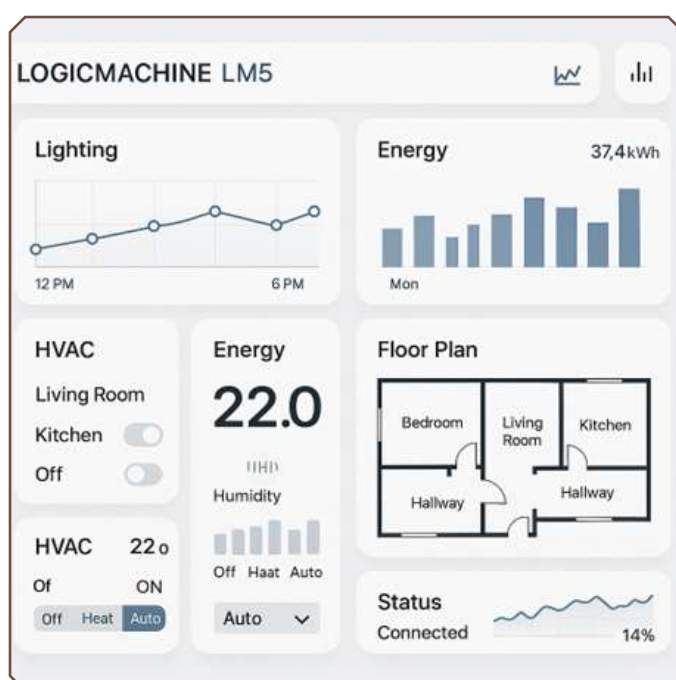 LOGICMACHINE LM5
Lighting
12 PM 6 PM
Energy 37,4 kWh
Mon
HVAC
Living Room
Kitchen
Off
HVAC 22 o
Of ON
Off Heat Auto
Energy
22.0
Humidity
Off Haat Auto
Auto
Floor Plan
Bedroom
Living
Room
Kitchen
Hallway
Hallway
Status
Connected
14%